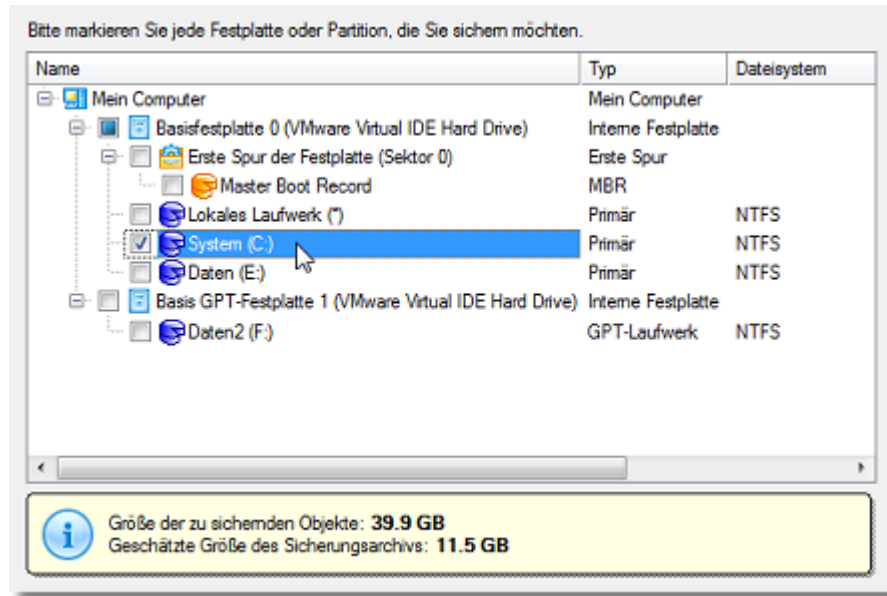 Bitte markieren Sie jede Festplatte oder Partition, die Sie sichern möchten.
Name Typ Dateisystem
Mein Computer Mein Computer
Basisfestplatte 0 (VMware Virtual IDE Hard Drive) Interne Festplatte
Erste Spur der Festplatte (Sektor 0) Erste Spur
Master Boot Record MBR
Lokales Laufwerk (*) Primär NTFS
System (C:) Primär NTFS
Daten (E:) Primär NTFS
Basis GPT-Festplatte 1 (VMware Virtual IDE Hard Drive) Interne Festplatte
Daten2 (F:) GPT-Laufwerk NTFS
Größe der zu sichernden Objekte: 39.9 GB
Geschätzte Größe des Sicherungsarchivs: 11.5 GB